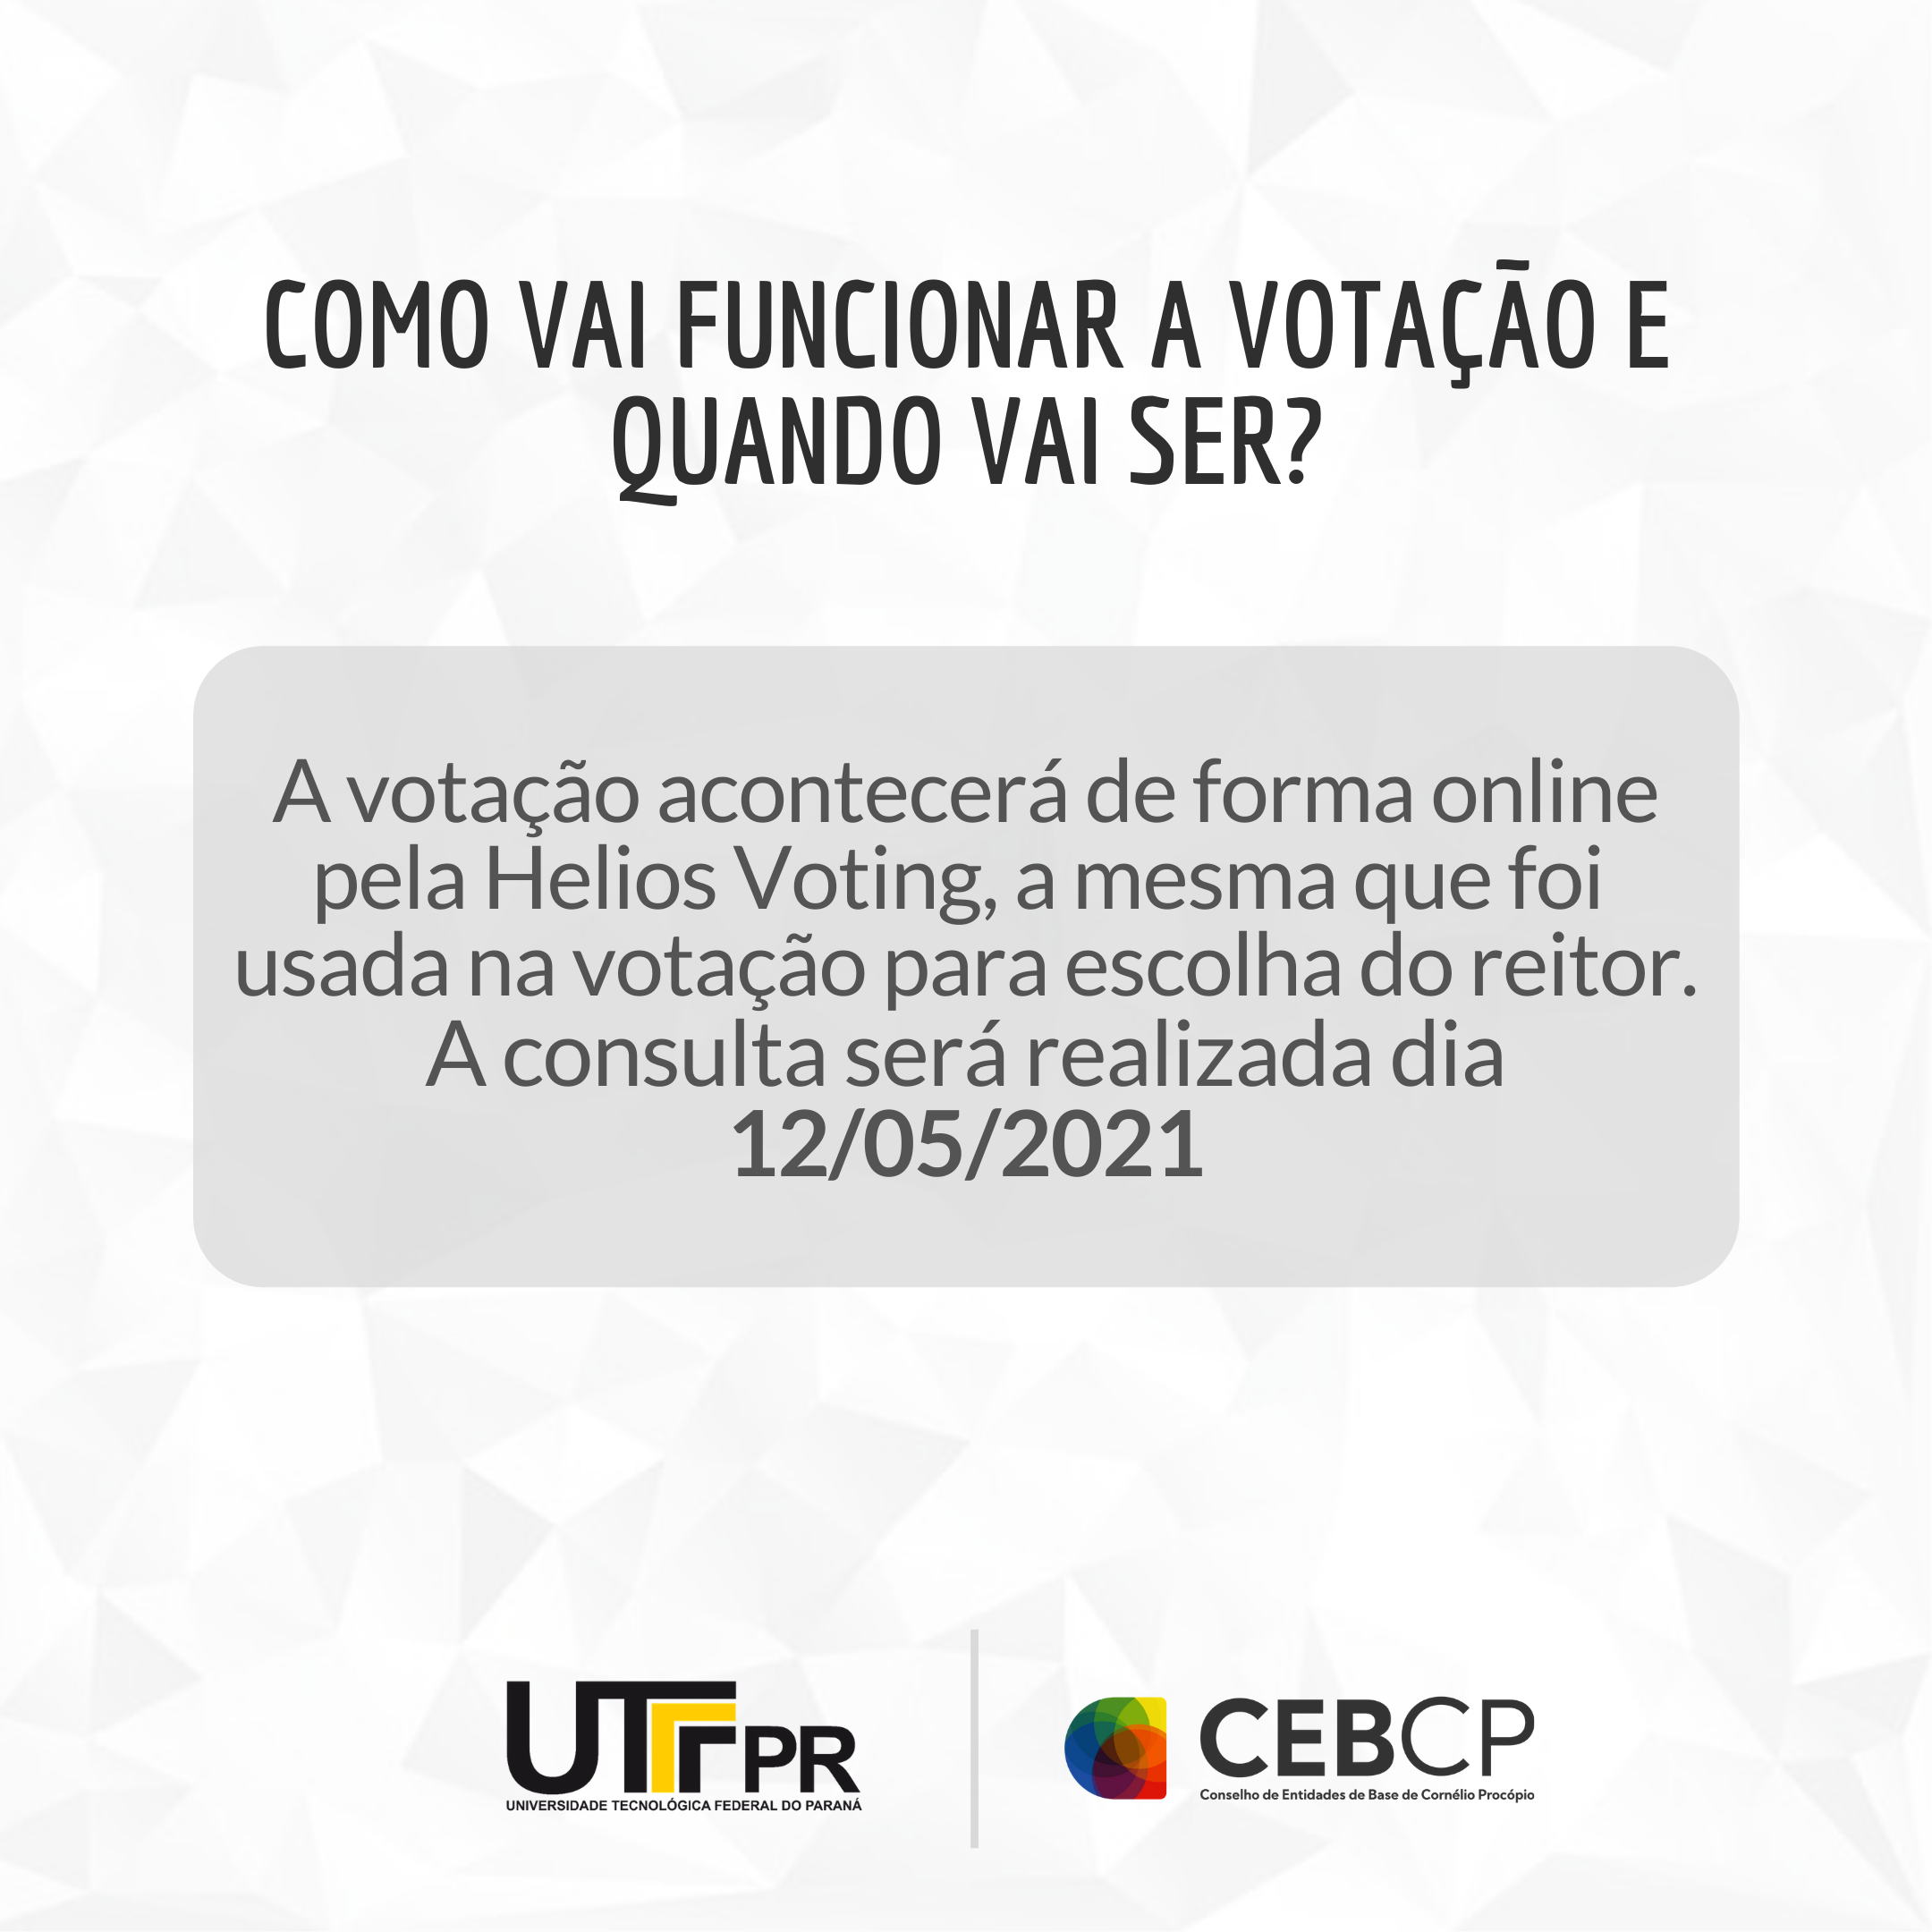 COMO VAI FUNCIONAR A VOTAÇÃO E
QUANDO VAI SER?
A votação acontecerá de forma online
pela Helios Voting, a mesma que foi
usada na votação para escolha do reitor.
A consulta será realizada dia
12/05/2021
UTFPR
UNIVERSIDADE TECNOLÓGICA FEDERAL DO PARANÁ
CEBCP
Conselho de Entidades de Base de Cornélio Procópio